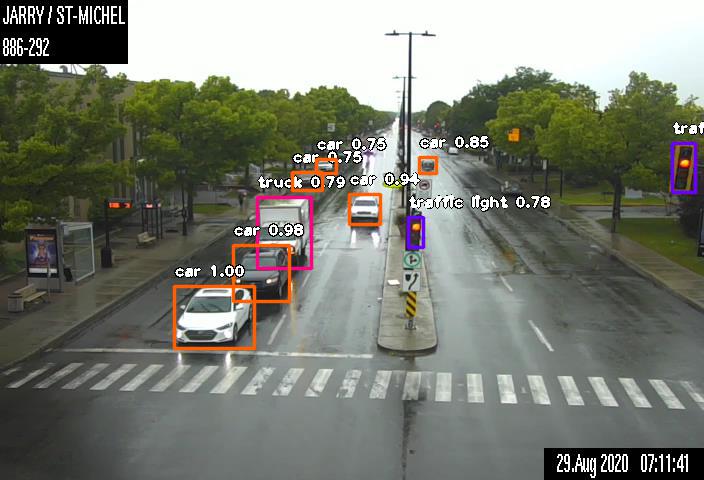 JARRY / ST-MICHEL
886-292
traf
car 0.75
car 0.85
car 0.75
truck 0.79
car 0.94
traffic light 0.78
car 0.98
car 1.00
29.Aug 2020 07:11:41